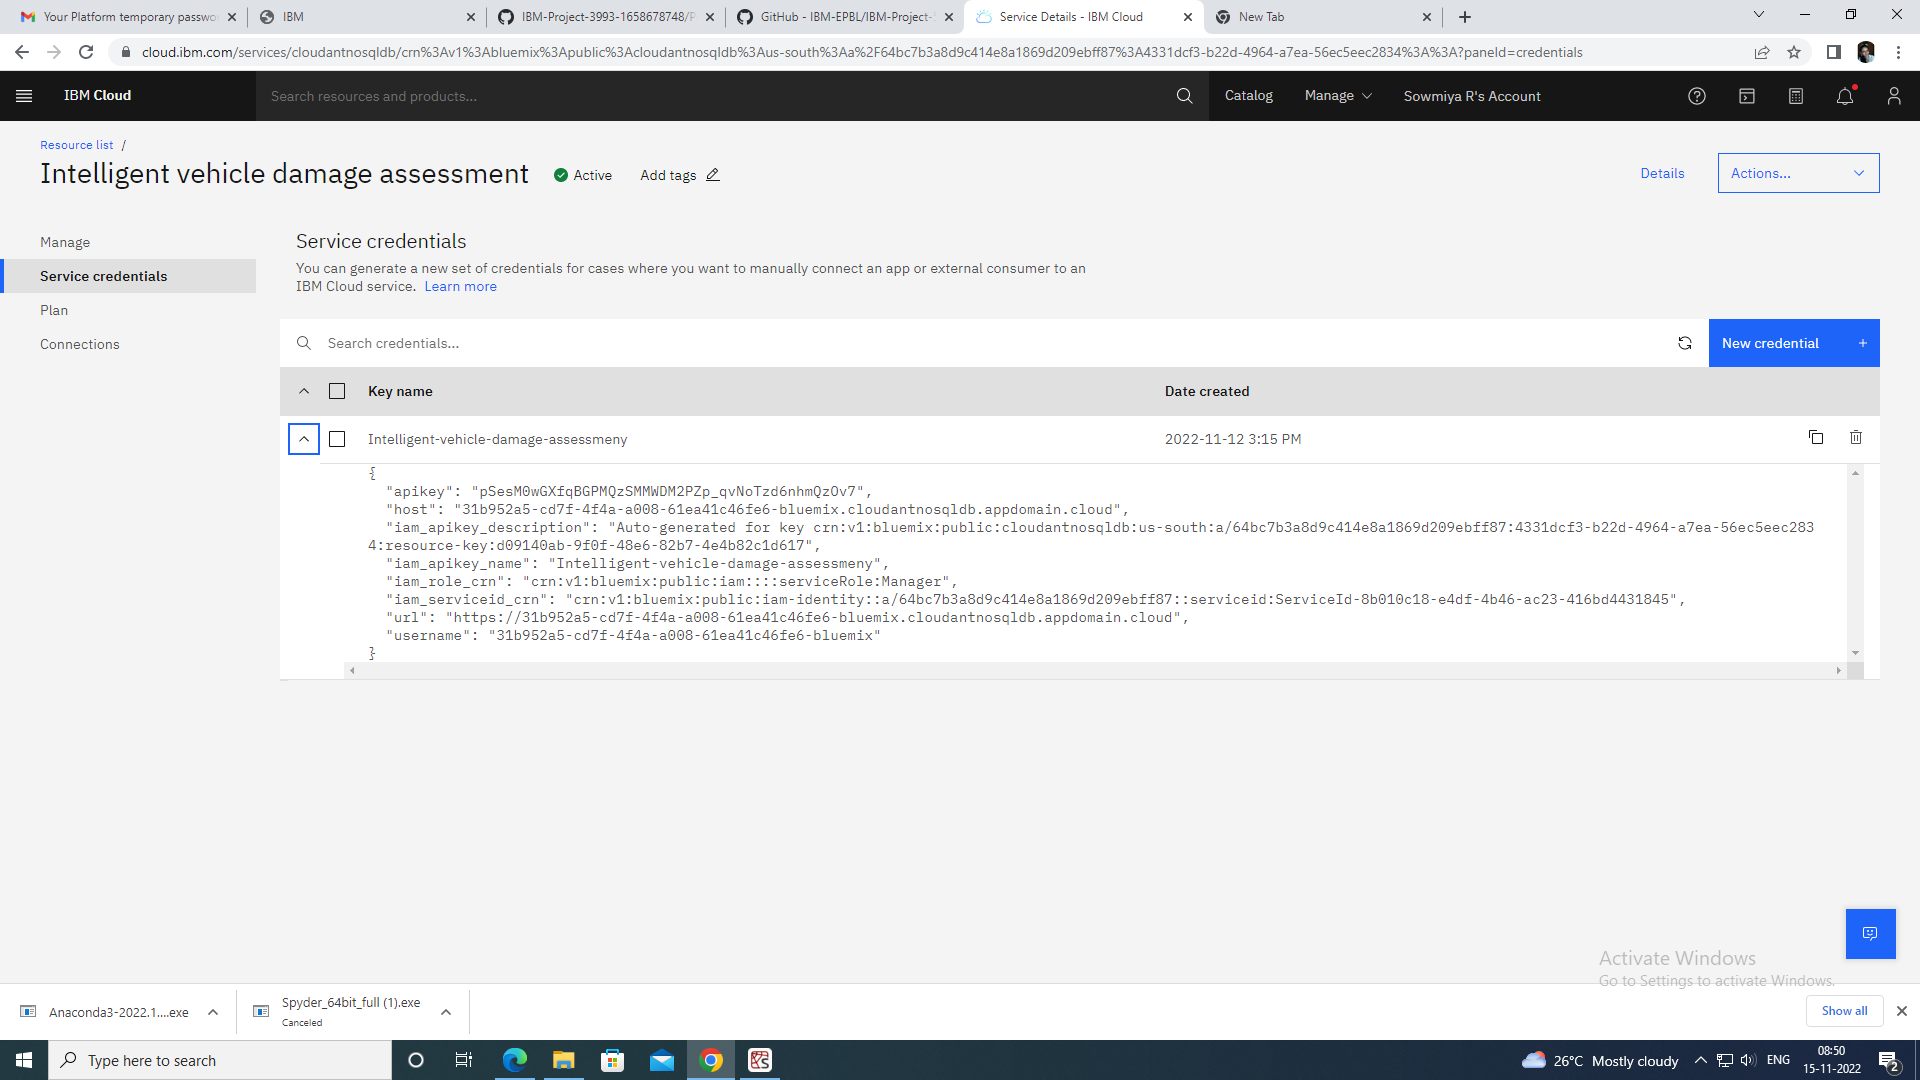 Your Platform temporary passwo
IBM
IBM-Project-3993-1658678748/P
GitHub - IBM-EPBL/IBM-Project-
Service Details - IBM Cloud
New Tab
cloud.ibm.com/services/cloudantnosqldb/crn%3Av1%3Abluemix%3Apublic%3Acloudantnosqldb%3Aus-south%3Aa%2F64bc7b3a8d9c414e8a1869d209ebff87%3A4331dcf3-b22d-4964-a7ea-56ec5eec2834%3A%3A?paneId=credentials
IBM Cloud
Search resources and products...
Catalog
Manage
Sowmiya R's Account
Resource list /
Intelligent vehicle damage assessment
Active
Add tags
Details
Actions...
Manage
Service credentials
Plan
Connections
Service credentials
You can generate a new set of credentials for cases where you want to manually connect an app or external consumer to an
IBM Cloud service. Learn more
Search credentials...
New credential +
Key name
Date created
Intelligent-vehicle-damage-assessmeny
2022-11-12 3:15 PM
{
"apikey": "pSesM0wGXfqBGPMQzSMMWDM2PZp_qvNoTzd6nhmQzOv7",
"host": "31b952a5-cd7f-4f4a-a008-61ea41c46fe6-bluemix.cloudantnosqldb.appdomain.cloud",
"iam_apikey_description": "Auto-generated for key crn:v1:bluemix:public:cloudantnosqldb:us-south:a/64bc7b3a8d9c414e8a1869d209ebff87:4331dcf3-b22d-4964-a7ea-56ec5eec283
4:resource-key:d09140ab-9f0f-48e6-82b7-4e4b82c1d617",
"iam_apikey_name": "Intelligent-vehicle-damage-assessmeny",
"iam_role_crn": "crn:v1:bluemix:public:iam::::serviceRole:Manager",
"iam_serviceid_crn": "crn:v1:bluemix:public:iam-identity::a/64bc7b3a8d9c414e8a1869d209ebff87::serviceid:ServiceId-8b010c18-e4df-4b46-ac23-416bd4431845",
"url": "https://31b952a5-cd7f-4f4a-a008-61ea41c46fe6-bluemix.cloudantnosqldb.appdomain.cloud",
"username": "31b952a5-cd7f-4f4a-a008-61ea41c46fe6-bluemix"
}
Activate Windows
Go to Settings to activate Windows.
Anaconda3-2022.1....exe
Spyder_64bit_full (1).exe
Canceled
Show all
Type here to search
26°C Mostly cloudy
ENG
08:50
15-11-2022
2